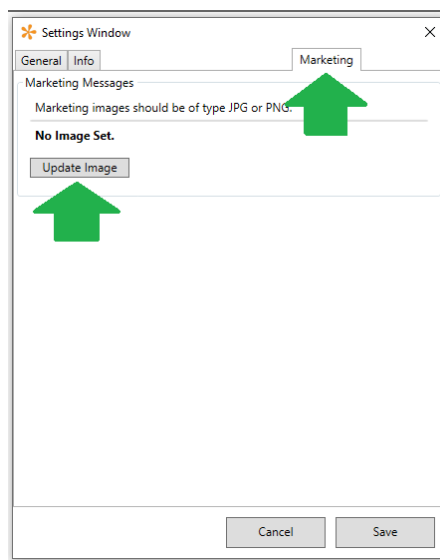 Settings Window
General Info Marketing
Marketing Messages
Marketing images should be of type JPG or PNG.
No Image Set.
Update Image
Cancel Save